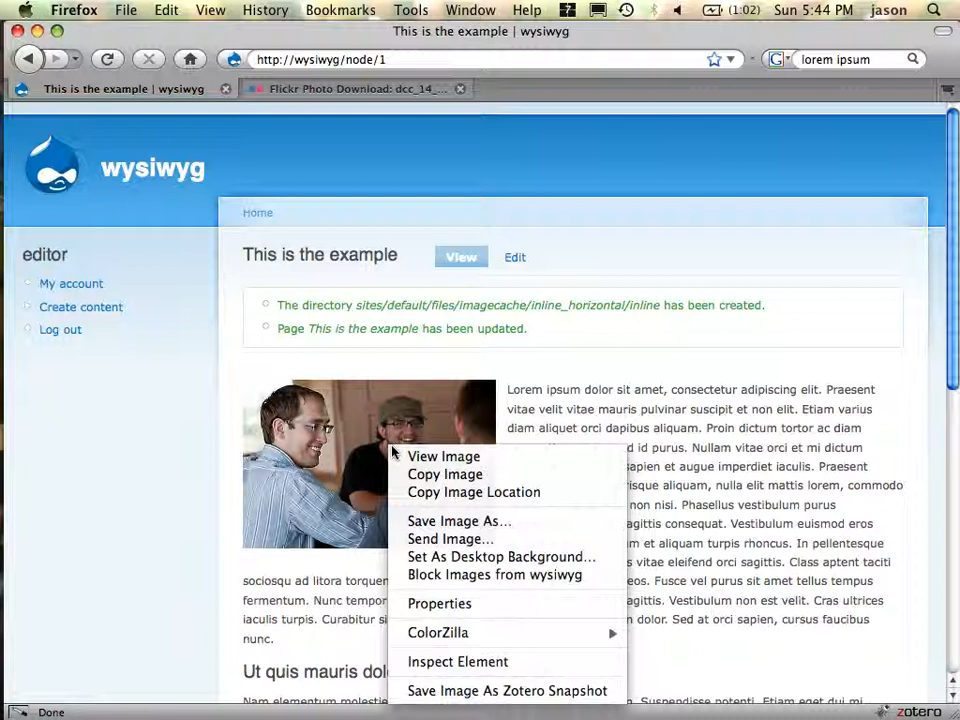 Firefox File Edit View History Bookmarks Tools Window Help (1:02) Sun 5:44 PM jason
This is the example | wysiwyg
http://wysiwyg/node/1 G lorem ipsum
This is the example | wysiwyg Flickr Photo Download: dcc_14_...
wysiwyg
Home
editor
My account
Create content
Log out
This is the example View Edit
The directory sites/default/files/imagecache/inline_horizontal/inline has been created.
Page This is the example has been updated.
Lorem ipsum dolor sit amet, consectetur adipiscing elit. Praesent
vitae velit vitae mauris pulvinar suscipit et non velit. Etiam varius
diam aliquet orci dapibus aliquam. Proin dictum tortor ac diam
id purus. Nullam vitae orci et mi dictum
sapien et augue imperdiet iaculis. Praesent
risus augue, nulla elit mattis lorem, commodo
Phasellus vestibulum purus
sagittis consequat. Vestibulum euismod eros
m et aliquam turpis rhoncus. In pellentesque
s vitae eleifend orci sagittis. Class aptent taciti
sociosqu ad litora torquen es. Fusce vel purus sit amet tellus tempus
fermentum. Nunc tempor agittis. Vestibulum non est nulla. Cras ultrices
iaculis turpis. Curabitur s dolor. Sed at orci sapien, cursus faucibus
nunc.
Ut quis mauris dol
View Image
Copy Image
Copy Image Location
Save Image As...
Send Image...
Set As Desktop Background...
Block Images from wysiwyg
Properties
ColorZilla
Inspect Element
Save Image As Zotero Snapshot
Done zotero